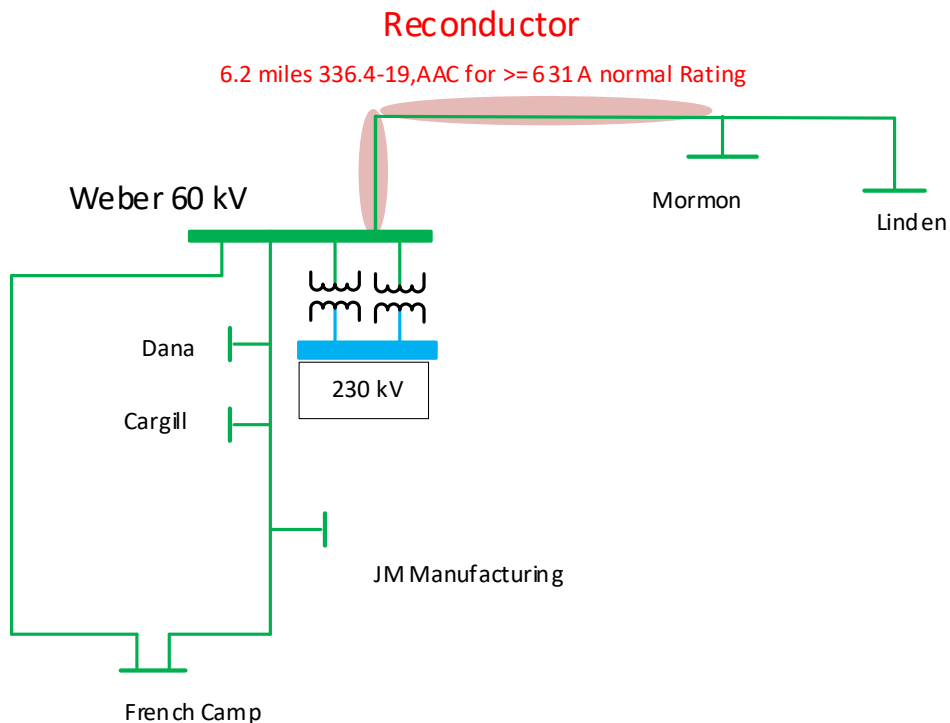 Reconductor
6.2 miles 336.4-19,AAC for >= 631 A normal Rating
Weber 60 kV
Mormon
Linden
Dana
230 kV
Cargill
JM Manufacturing
French Camp